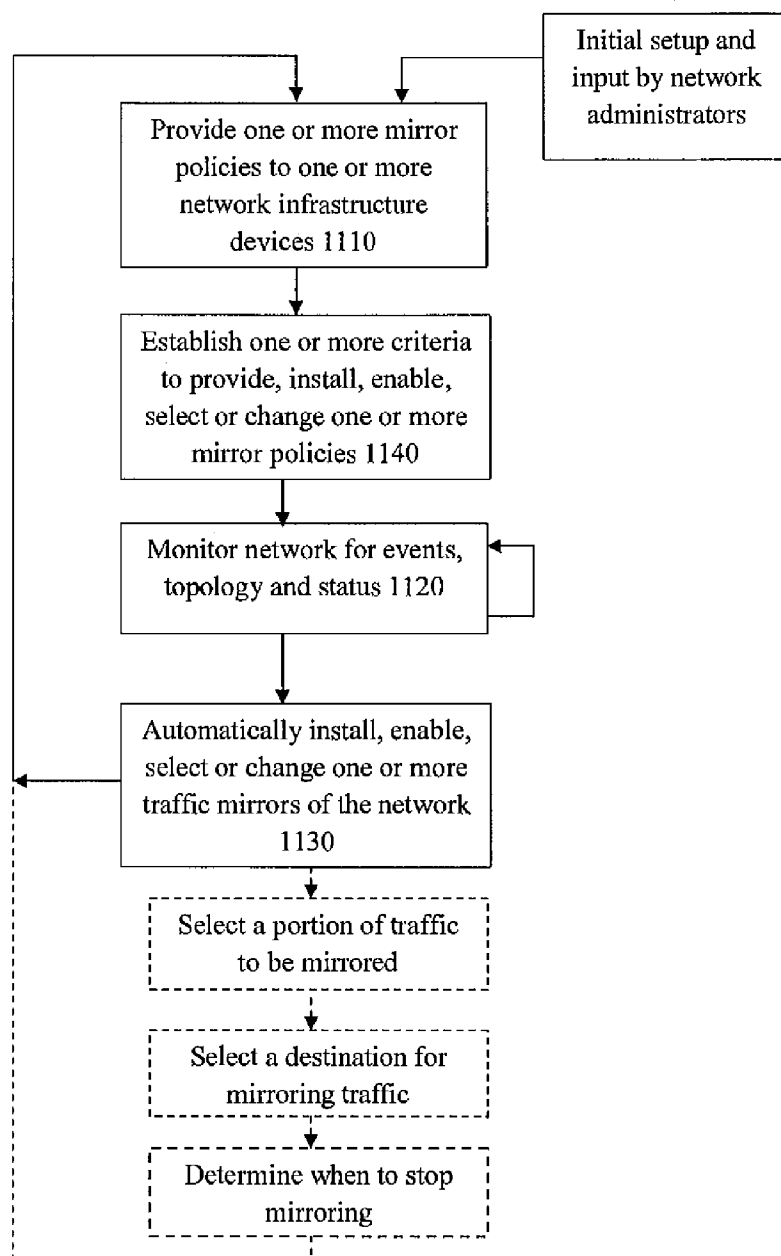 Initial setup and
input by network
administrators
Provide one or more mirror
policies to one or more
network infrastructure
devices 1110
Establish one or more criteria
to provide, install, enable,
select or change one or more
mirror policies 1140
Monitor network for events,
topology and status 1120
Automatically install, enable,
select or change one or more
traffic mirrors of the network
1130
Select a portion of traffic
to be mirrored
Select a destination for
mirroring traffic
Determine when to stop
mirroring